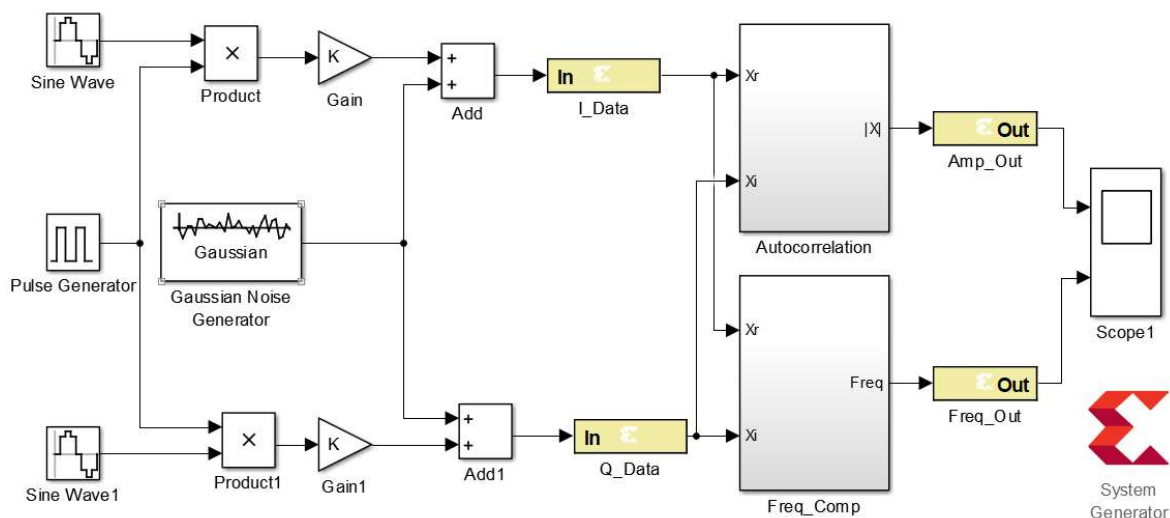 Sine Wave
×
Product
K
Gain
+
+
Add
In
I_Data
Xr
Xi
|X|
Autocorrelation
Out
Amp_Out
Pulse Generator
Gaussian
Gaussian Noise
Generator
Scope1
Xr
Xi
Freq
Freq_Comp
Out
Freq_Out
Sine Wave1
×
Product1
K
Gain1
+
+
Add1
In
Q_Data
System
Generator